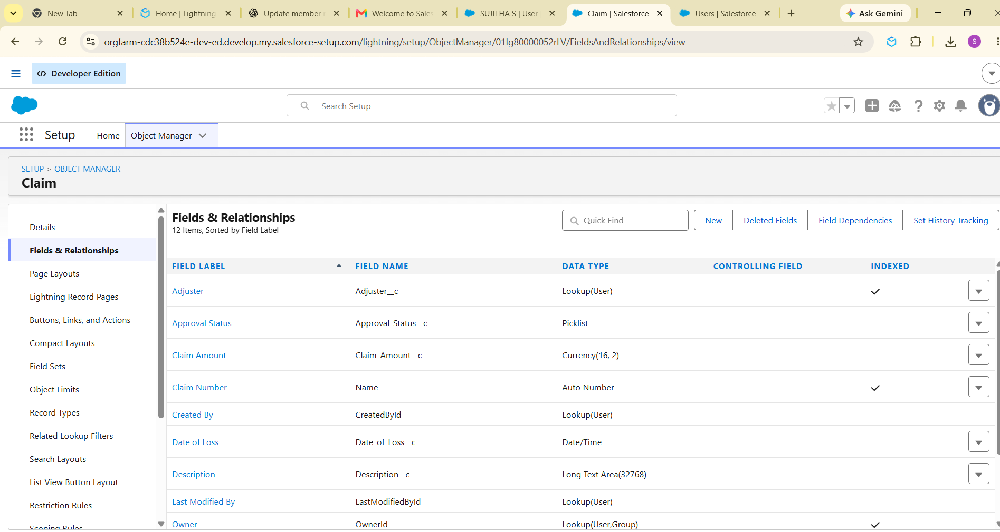 New Tab
Home | Lightning
Update member
Welcome to Sales
SUJITHA S | User
Claim | Salesforce
Users | Salesforce
Ask Gemini
orgfarm-cdc38b524e-dev-ed.develop.my.salesforce-setup.com/lightning/setup/ObjectManager/01Ig80000052rLV/FieldsAndRelationships/view
S
</> Developer Edition
Search Setup
Setup
Home
Object Manager
SETUP > OBJECT MANAGER
Claim
Details
Fields & Relationships
Page Layouts
Lightning Record Pages
Buttons, Links, and Actions
Compact Layouts
Field Sets
Object Limits
Record Types
Related Lookup Filters
Search Layouts
List View Button Layout
Restriction Rules
Scoping Rules
Fields & Relationships
12 Items, Sorted by Field Label
Quick Find
New
Deleted Fields
Field Dependencies
Set History Tracking
FIELD LABEL FIELD NAME DATA TYPE CONTROLLING FIELD INDEXED
Adjuster Adjuster__c Lookup(User)
Approval Status Approval_Status__c Picklist
Claim Amount Claim_Amount__c Currency(16, 2)
Claim Number Name Auto Number
Created By CreatedById Lookup(User)
Date of Loss Date_of_Loss__c Date/Time
Description Description__c Long Text Area(32768)
Last Modified By LastModifiedById Lookup(User)
Owner OwnerId Lookup(User,Group)